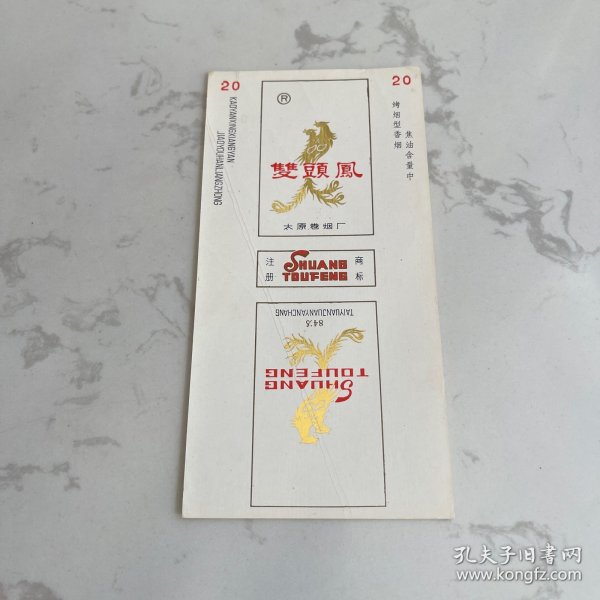 20
KAOYANXINGXIANGYAN
JIAOYOUHANLIANGZHONG
®
雙頭鳳
太原卷烟厂
20
烤烟型香烟
焦油含量中
注册
SHUANG
TOUFENG
商标
SHUANG
TOUFENG
TAIYUANJUANYANCHANG
孔夫子旧书网
www.kongfz.com